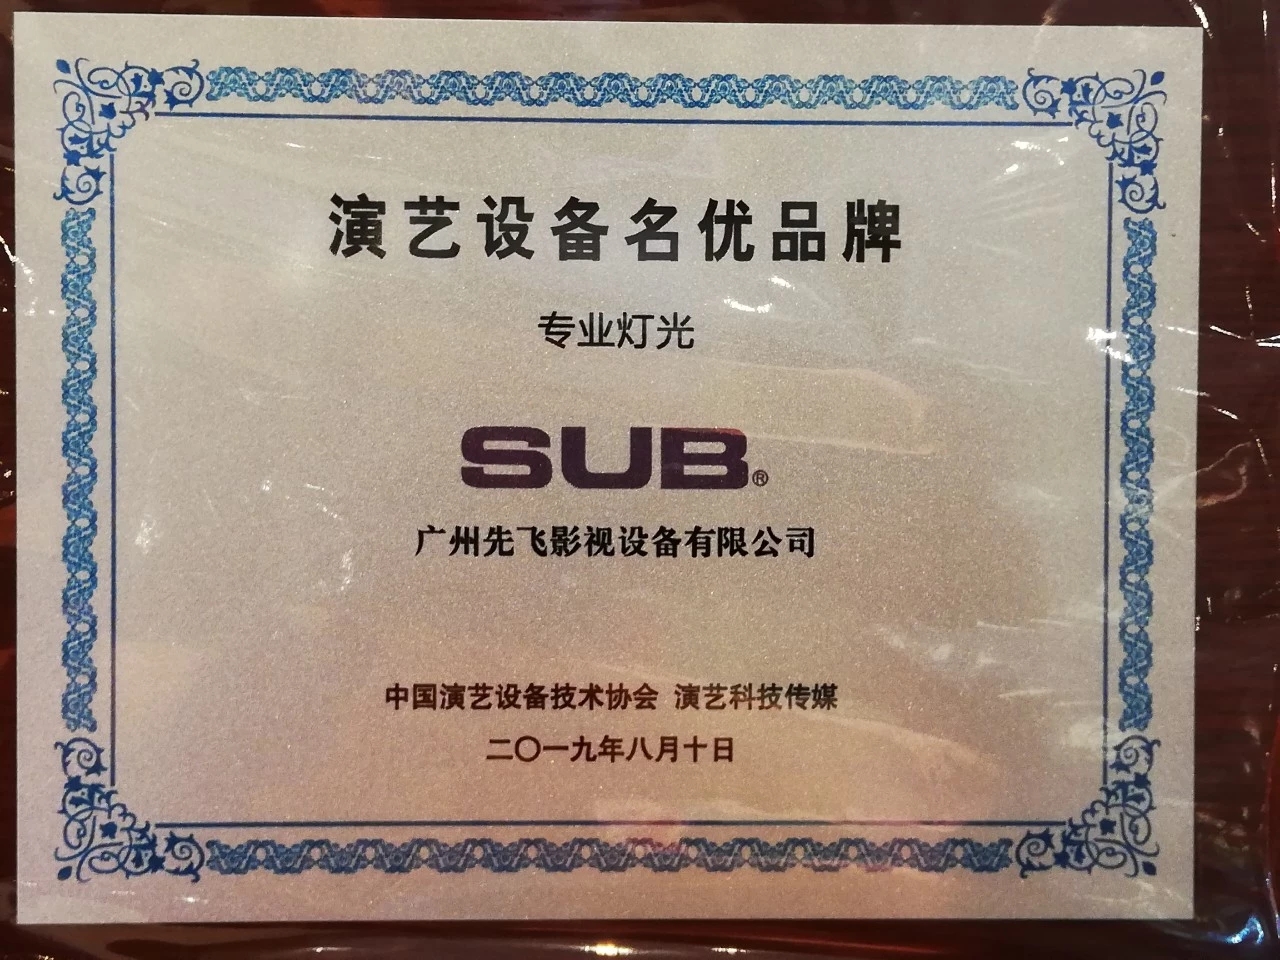 演艺设备名优品牌
专业灯光
SUB®
广州先飞影视设备有限公司
中国演艺设备技术协会 演艺科技传媒
二〇一九年八月十日